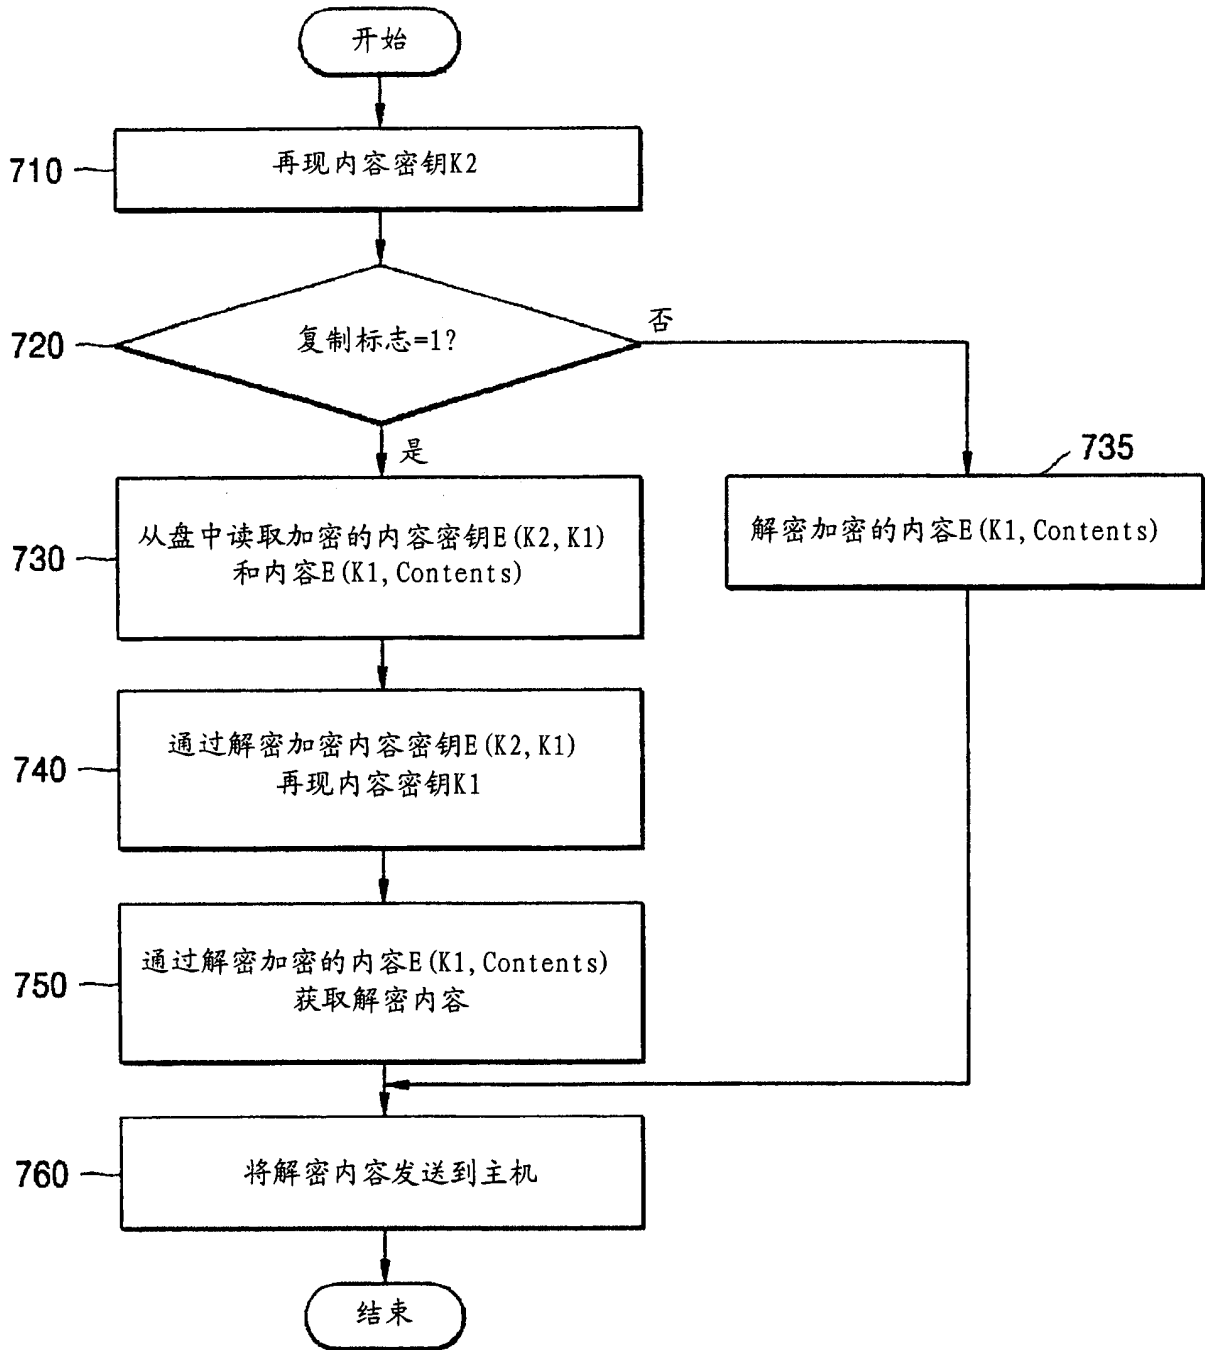 开始
710
再现内容密钥K2
720
复制标志=1?
否
是
735
730
从盘中读取加密的内容密钥E(K2,K1)
和内容E(K1,Contents)
解密加密的内容E(K1,Contents)
740
通过解密加密内容密钥E(K2,K1)
再现内容密钥K1
750
通过解密加密的内容E(K1,Contents)
获取解密内容
760
将解密内容发送到主机
结束